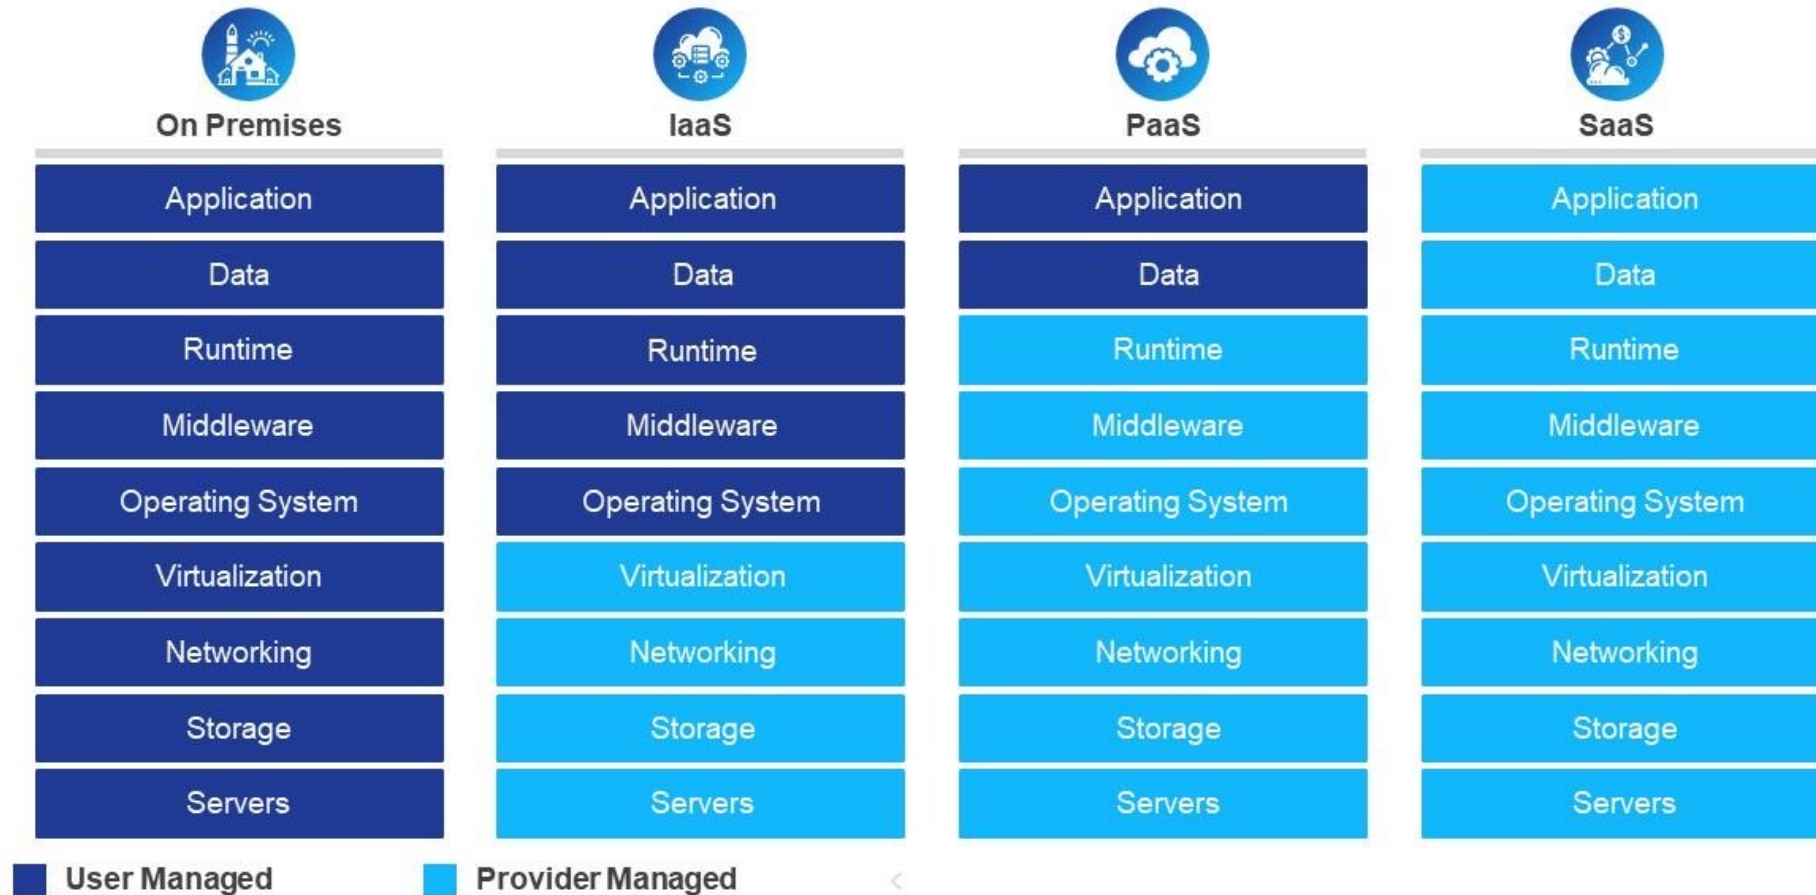 On Premises
IaaS
PaaS
SaaS
Application
Application
Application
Application
Data
Data
Data
Data
Runtime
Runtime
Runtime
Runtime
Middleware
Middleware
Middleware
Middleware
Operating System
Operating System
Operating System
Operating System
Virtualization
Virtualization
Virtualization
Virtualization
Networking
Networking
Networking
Networking
Storage
Storage
Storage
Storage
Servers
Servers
Servers
Servers
User Managed
Provider Managed